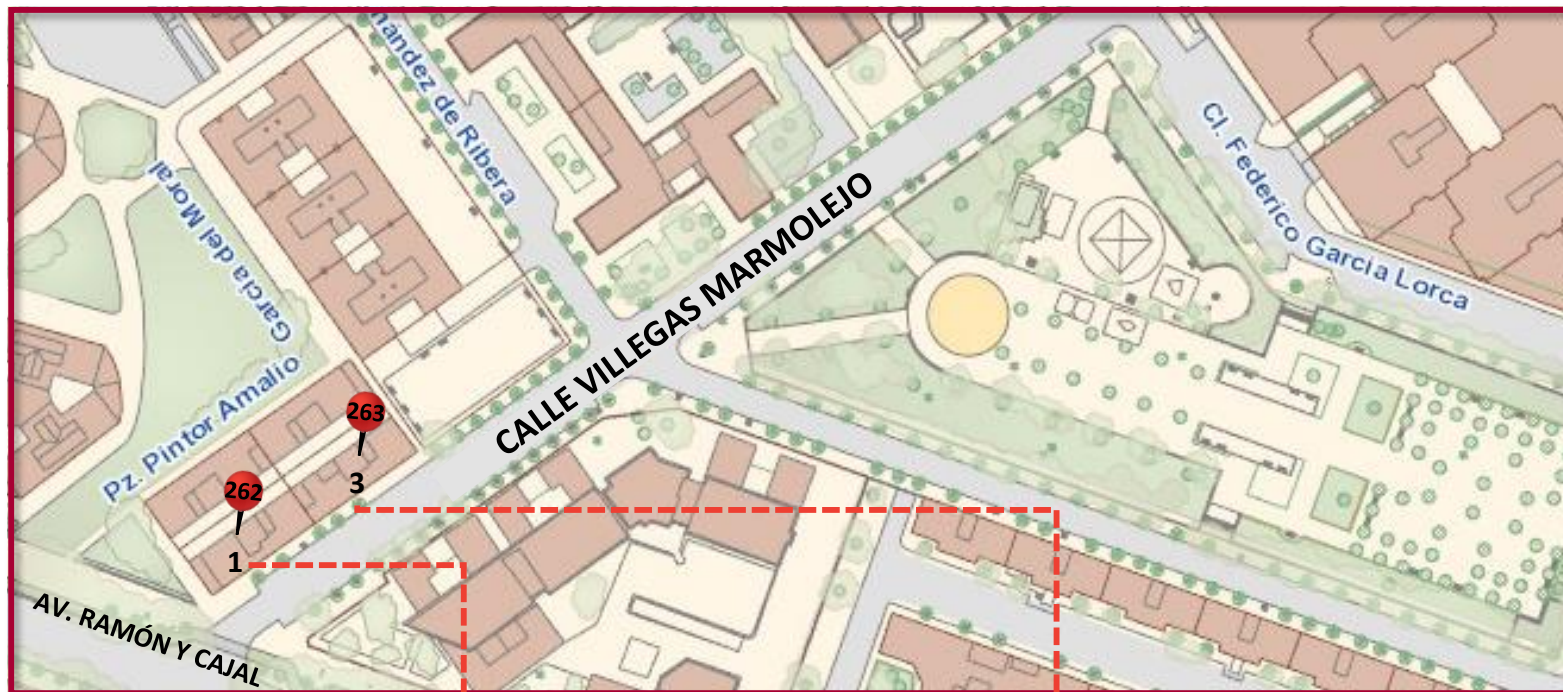 nández de Ribera
Cl. Federico García Lorca
CALLE VILLEGAS MARMOLEJO
García del Moral
Pz. Pintor Amalio
263
3
262
1
AV. RAMÓN Y CAJAL